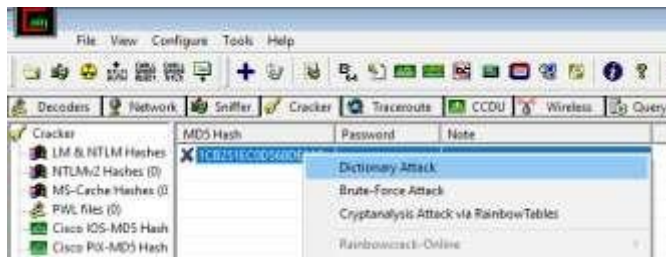 File View Configure Tools Help
Decoders Network Sniffer Cracker Traceroute CCDU Wireless Query
Cracker MD5 Hash Password Note
LM & NTLM Hashes
NTLMv2 Hashes (0)
MS-Cache Hashes (0
PWL files (0)
Cisco IOS-MD5 Hash
Cisco PIX-MD5 Hash
Dictionary Attack
Brute-Force Attack
Cryptanalysis Attack via RainbowTables
Rainbowcrack-Online